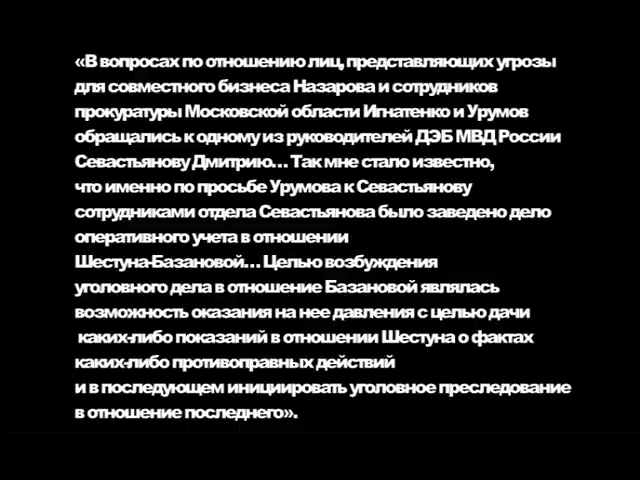 «В вопросах по отношению лиц, представляющих угрозы
для совместного бизнеса Назарова и сотрудников
прокуратуры Московской области Игнатенко и Урумов
обращались к одному из руководителей ДЭБ МВД России
Севастьянову Дмитрию… Так мне стало известно,
что именно по просьбе Урумова к Севастьянову
сотрудниками отдела Севастьянова было заведено дело
оперативного учета в отношении
Шестуна-Базановой… Целью возбуждения
уголовного дела в отношение Базановой являлась
возможность оказания на нее давления с целью дачи
каких-либо показаний в отношении Шестуна о фактах
каких-либо противоправных действий
и в последующем инициировать уголовное преследование
в отношение последнего».